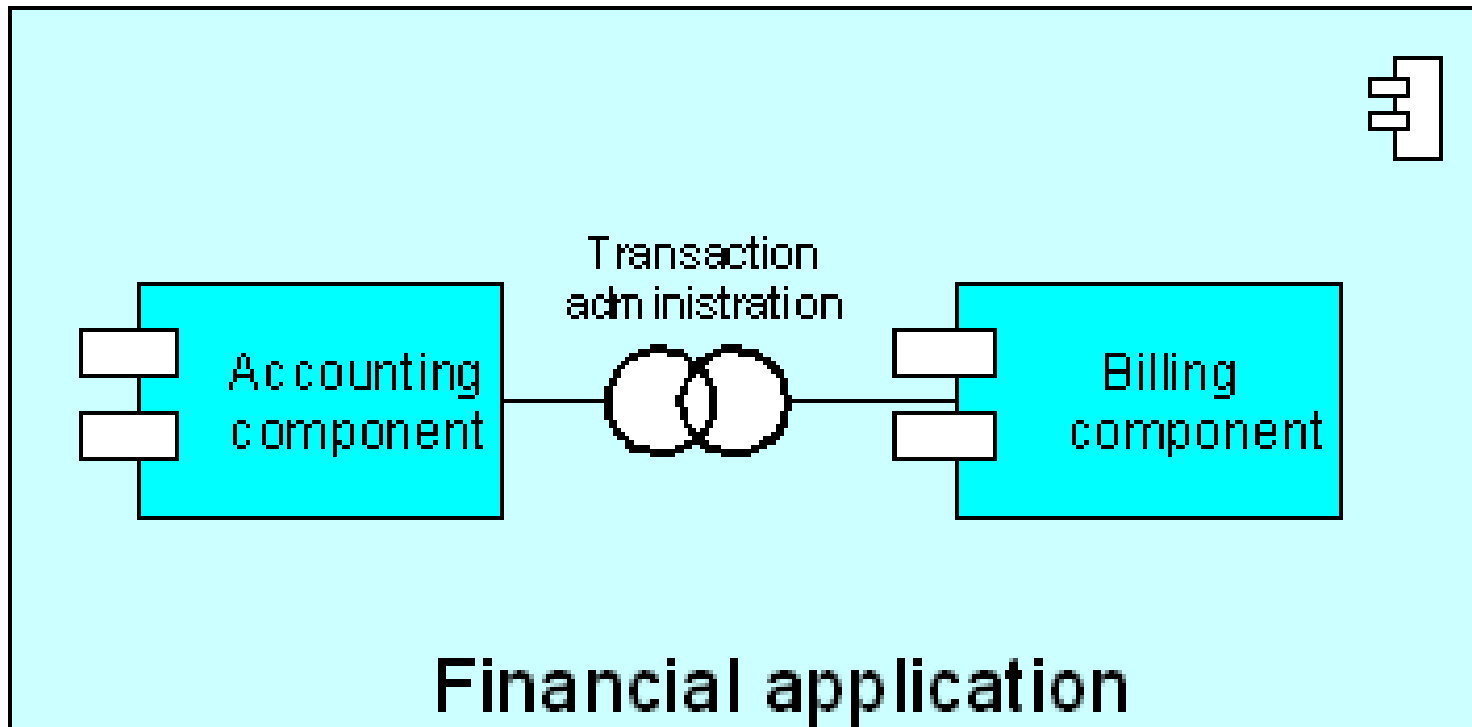 Transaction
administration
Accounting
component
Billing
component
Financial application